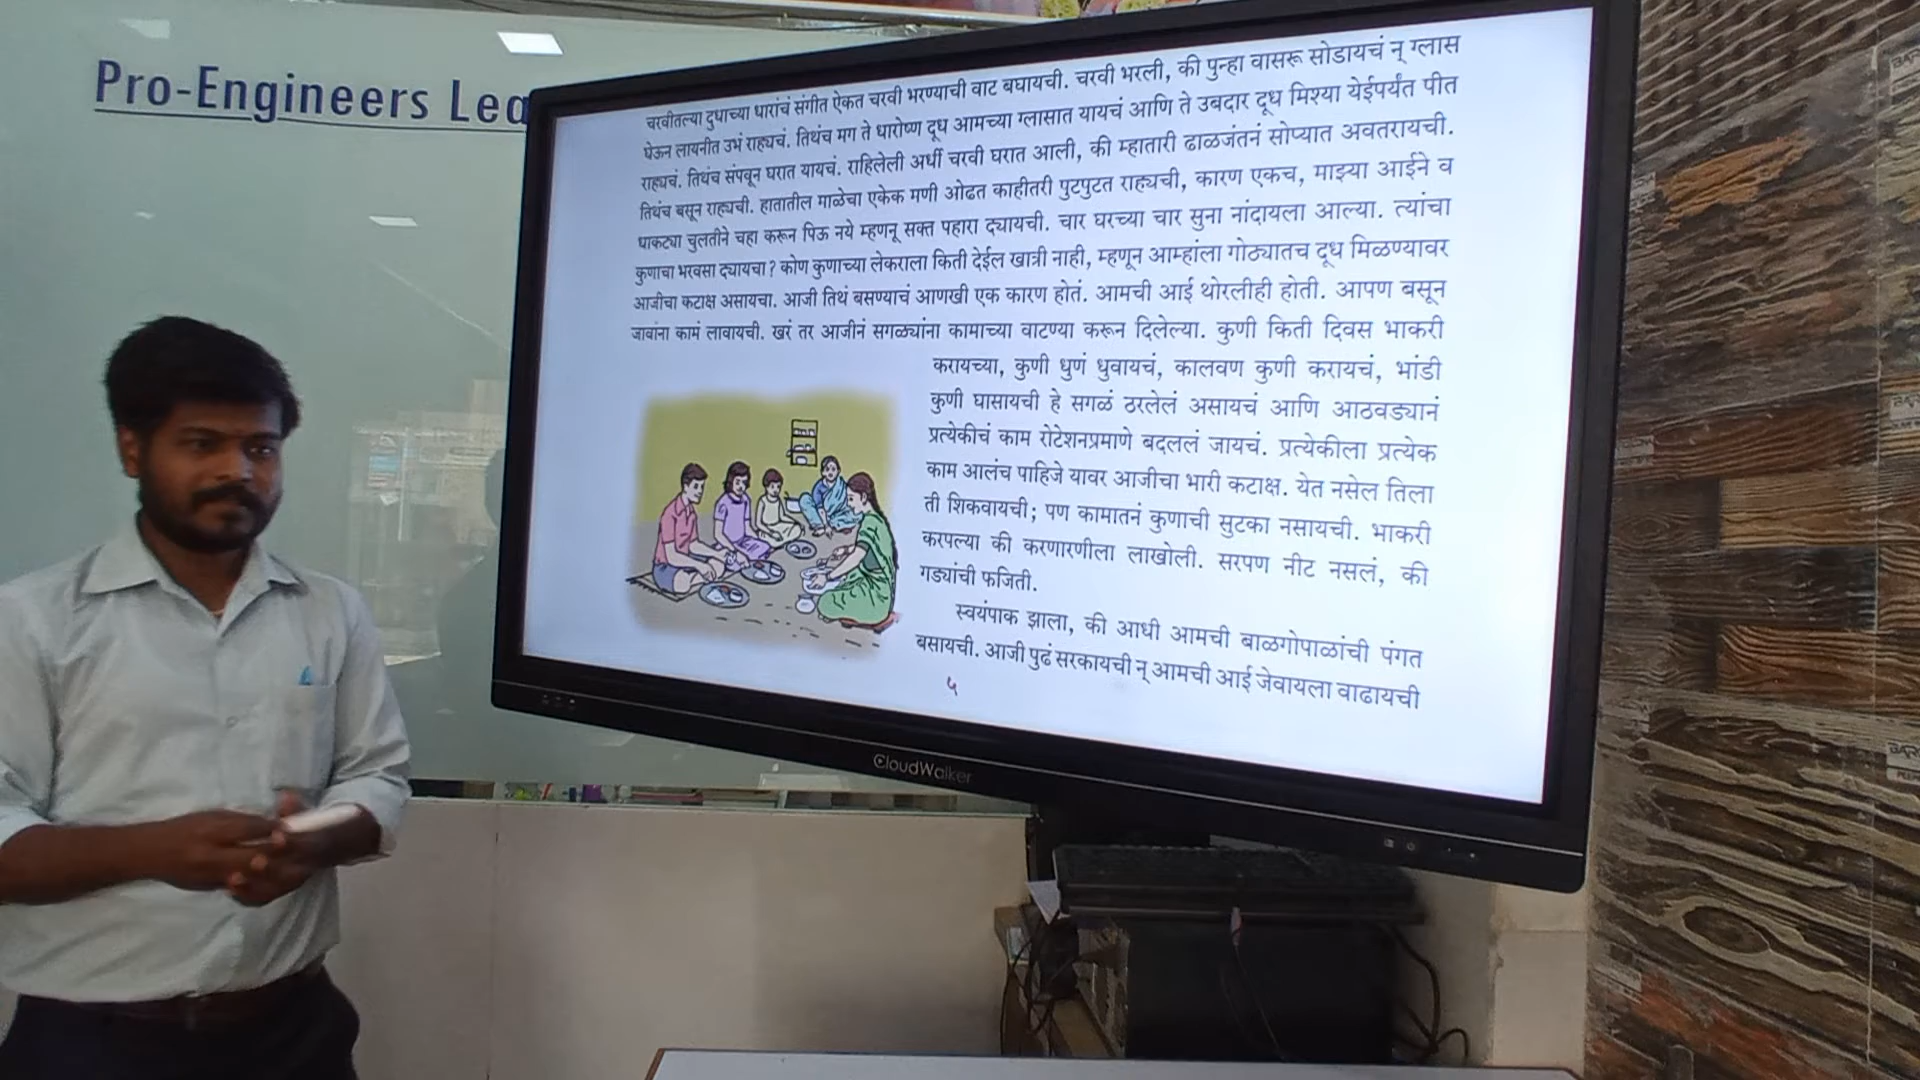 Pro-Engineers Lea
चरवीतल्या दुधाच्या धारांचं संगीत ऐकत चरवी भरण्याची वाट बघायची. चरवी भरली, की पुन्हा वासरू सोडायचं न् ग्लास
घेऊन लायनीत उभं राह्यचं. तिथंच मग ते धारोष्ण दूध आमच्या ग्लासात यायचं आणि ते उबदार दूध मिश्या येईपर्यंत पीत
राह्यचं. तिथंच संपवून घरात यायचं. राहिलेली अर्धी चरवी घरात आली, की म्हातारी ढाळजंतनं सोप्यात अवतरायची.
तिथंच बसून राह्यची. हातातील माळेचा एकेक मणी ओढत काहीतरी पुटपुटत राह्यची, कारण एकच, माझ्या आईने व
धाकट्या चुलतीने चहा करून पिऊ नये म्हणनू सक्त पहारा द्यायची. चार घरच्या चार सुना नांदायला आल्या. त्यांचा
कुणाचा भरवसा द्यायचा? कोण कुणाच्या लेकराला किती देईल खात्री नाही, म्हणून आम्हांला गोठ्यातच दूध मिळण्यावर
आजीचा कटाक्ष असायचा. आजी तिथं बसण्याचं आणखी एक कारण होतं. आमची आई थोरलीही होती. आपण बसून
जावांना कामं लावायची. खरं तर आजीनं सगळ्यांना कामाच्या वाटण्या करून दिलेल्या. कुणी किती दिवस भाकरी
करायच्या, कुणी धुणं धुवायचं, कालवण कुणी करायचं, भांडी
कुणी घासायची हे सगळं ठरलेलं असायचं आणि आठवड्यानं
प्रत्येकीचं काम रोटेशनप्रमाणे बदललं जायचं. प्रत्येकीला प्रत्येक
काम आलंच पाहिजे यावर आजीचा भारी कटाक्ष. येत नसेल तिला
ती शिकवायची; पण कामातनं कुणाची सुटका नसायची. भाकरी
करपल्या की करणारणीला लाखोली. सरपण नीट नसलं, की
गड्यांची फजिती.
स्वयंपाक झाला, की आधी आमची बाळगोपाळांची पंगत
बसायची. आजी पुढं सरकायची न् आमची आई जेवायला वाढायची
५
CloudWalker